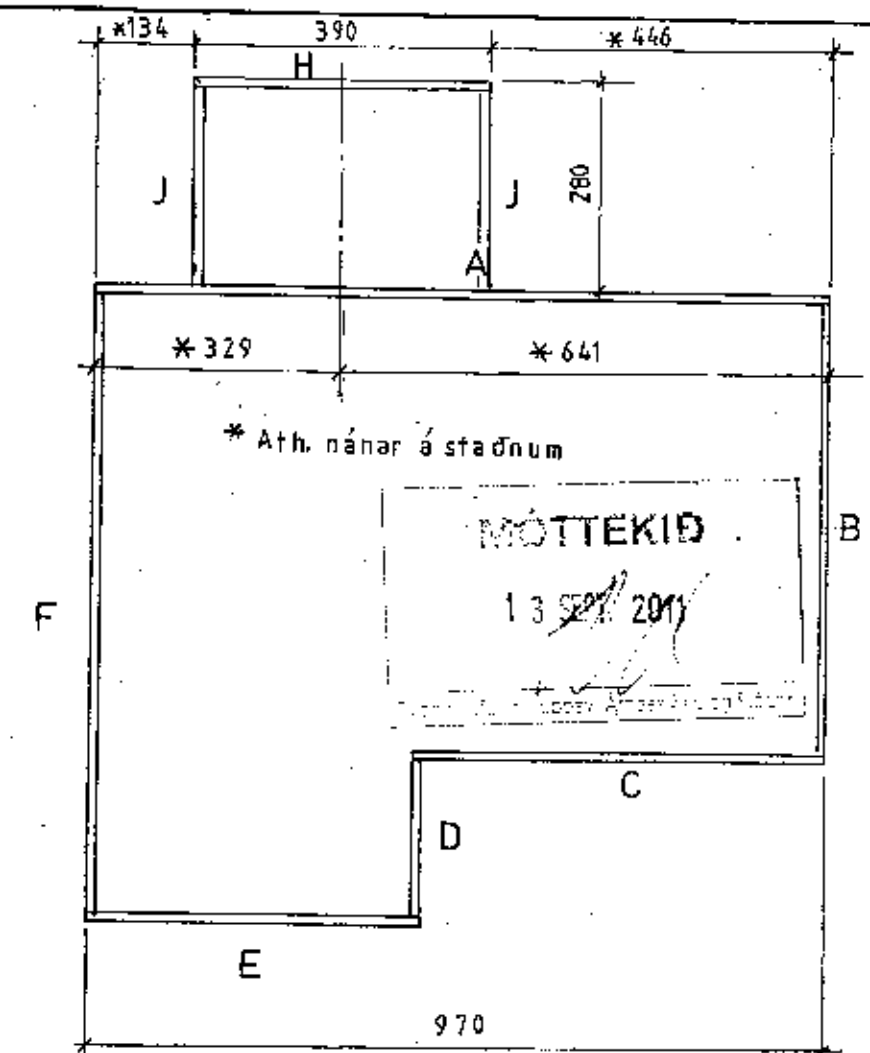 *134 390 *446
H
J J 280
A
* 329 * 641
* Ath. nánar á staðnum
MÓTTEKIÐ
B
13 SEPT. 2011
F
C
D
E
970